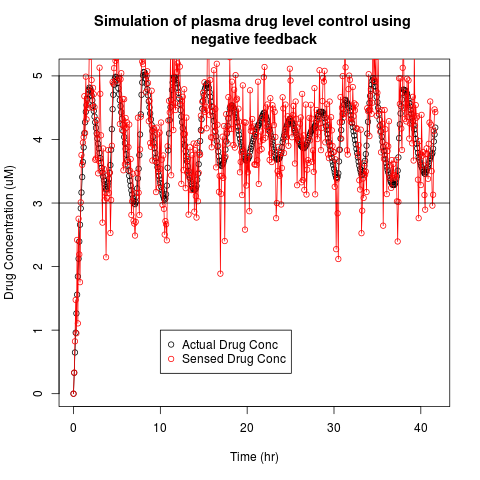 Simulation of plasma drug level control using
negative feedback
Drug Concentration (uM)
5
4
3
2
1
0
Actual Drug Conc
Sensed Drug Conc
0 10 20 30 40
Time (hr)